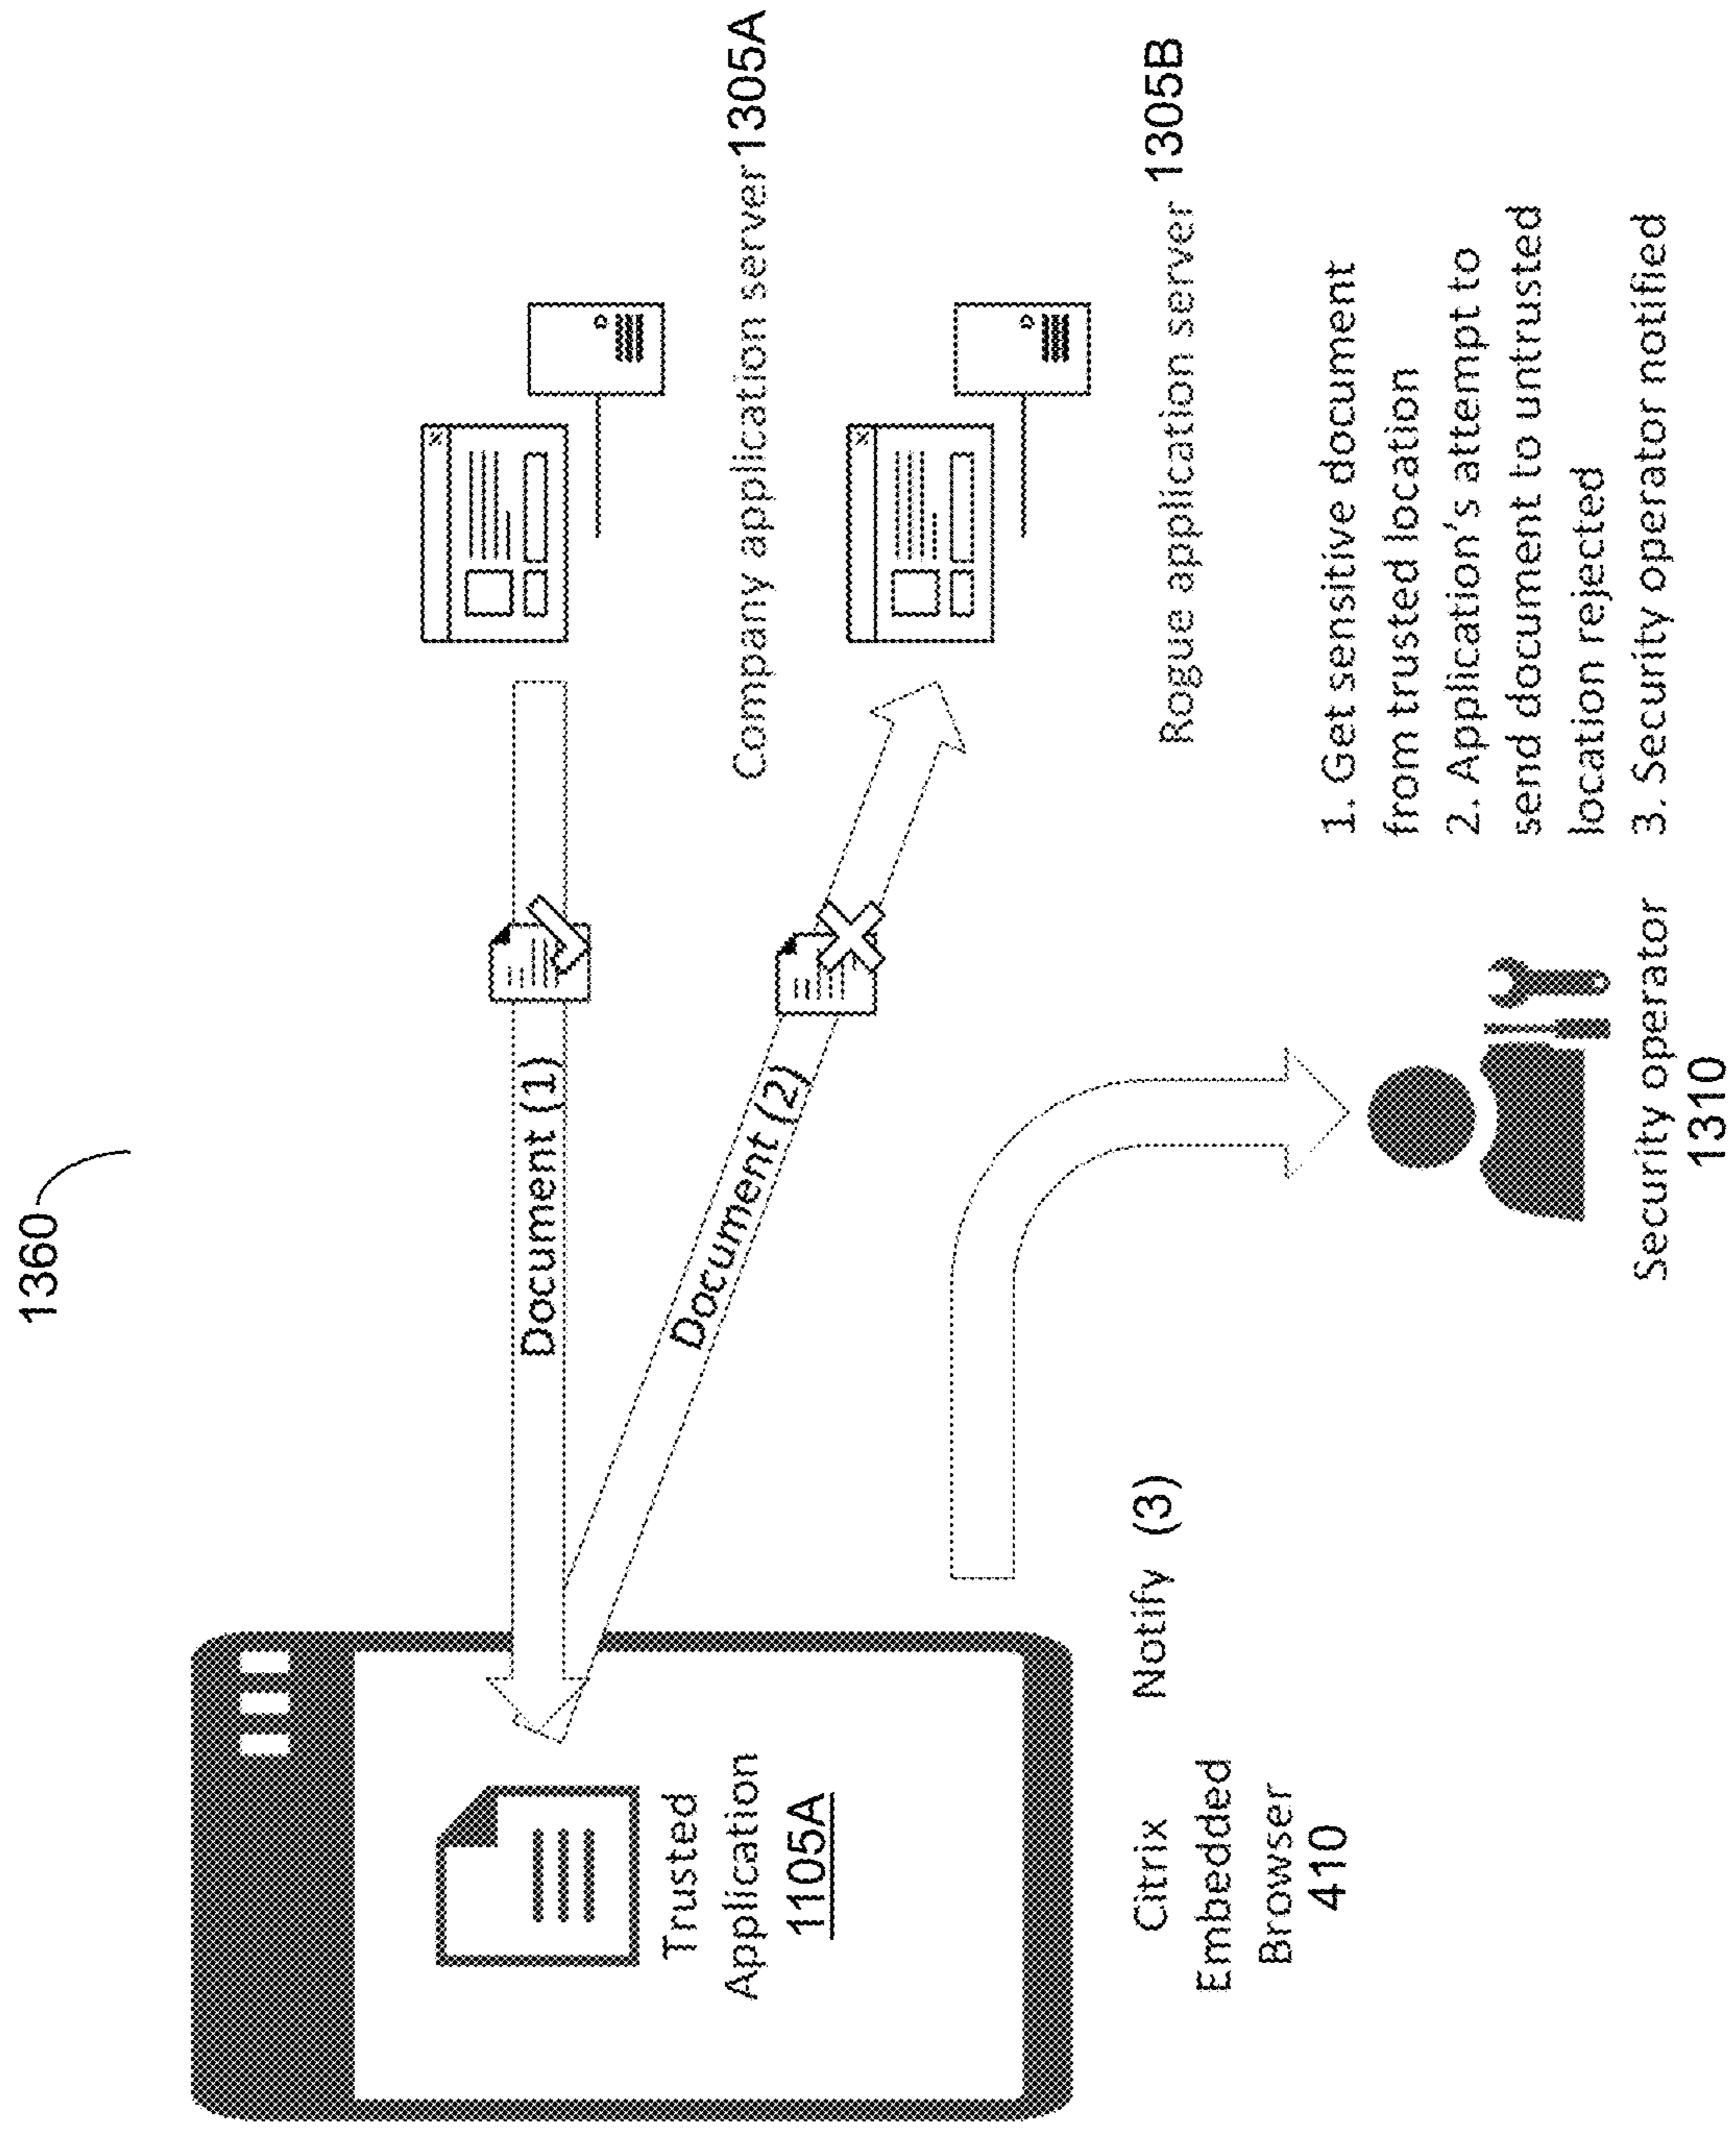 1360
Document (1)
Company application server 1305A
Trusted
Application
1105A
Document (2)
Rogue application server 1305B
Citrix
Embedded
Browser
410
Notify (3)
Security operator
1310
1. Get sensitive document
from trusted location
2. Application's attempt to
send document to untrusted
location rejected
3. Security operator notified